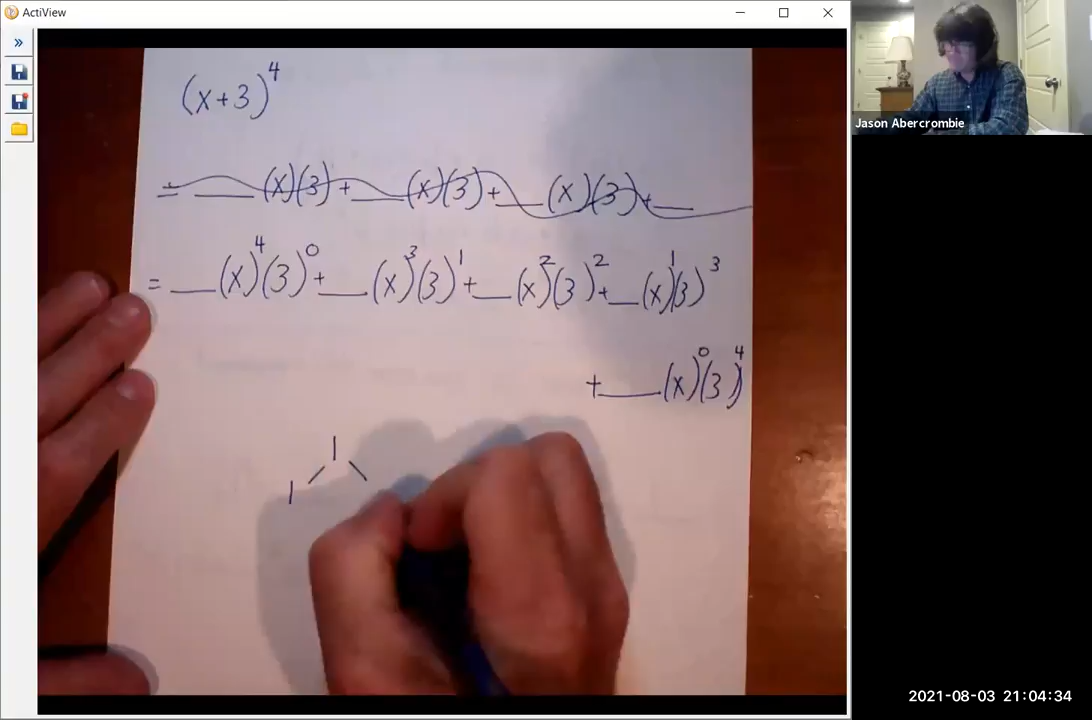 ActiView
(x+3)^4
= ___(x)(3) + ___(x)(3) + ___(x)(3) + ___
= ___(x)^4(3)^0 + ___(x)^3(3)^1 + ___(x)^2(3)^2 + ___(x)^1(3)^3
+ ___(x)^0(3)^4
1
1
Jason Abercrombie
2021-08-03 21:04:34